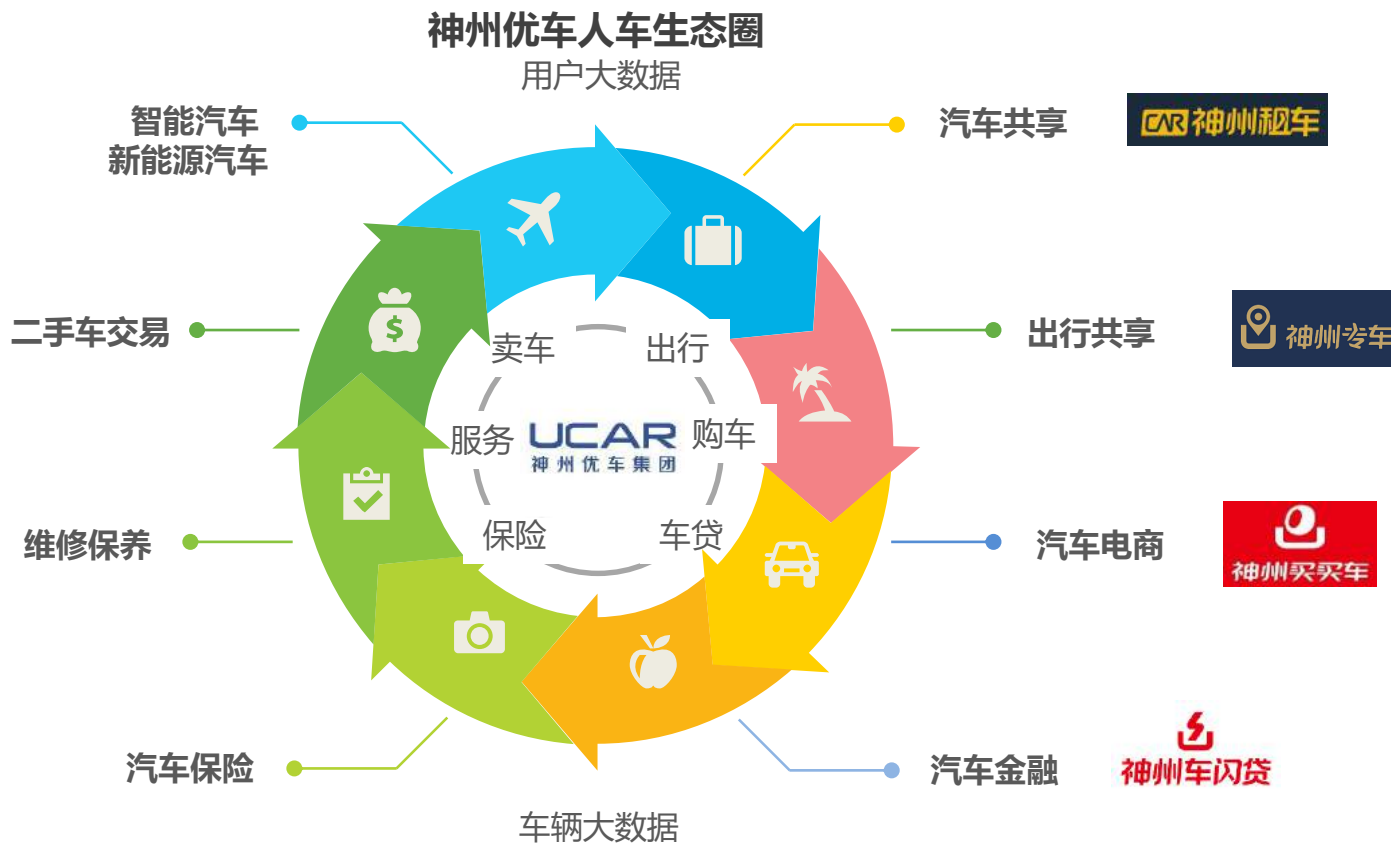 神州优车人车生态圈
用户大数据
智能汽车
新能源汽车
汽车共享
CAR神州租车
二手车交易
出行共享
神州专车
卖车
出行
服务
UCAR
神州优车集团
购车
保险
车贷
维修保养
汽车电商
神州买买车
汽车保险
汽车金融
神州车闪贷
车辆大数据
$